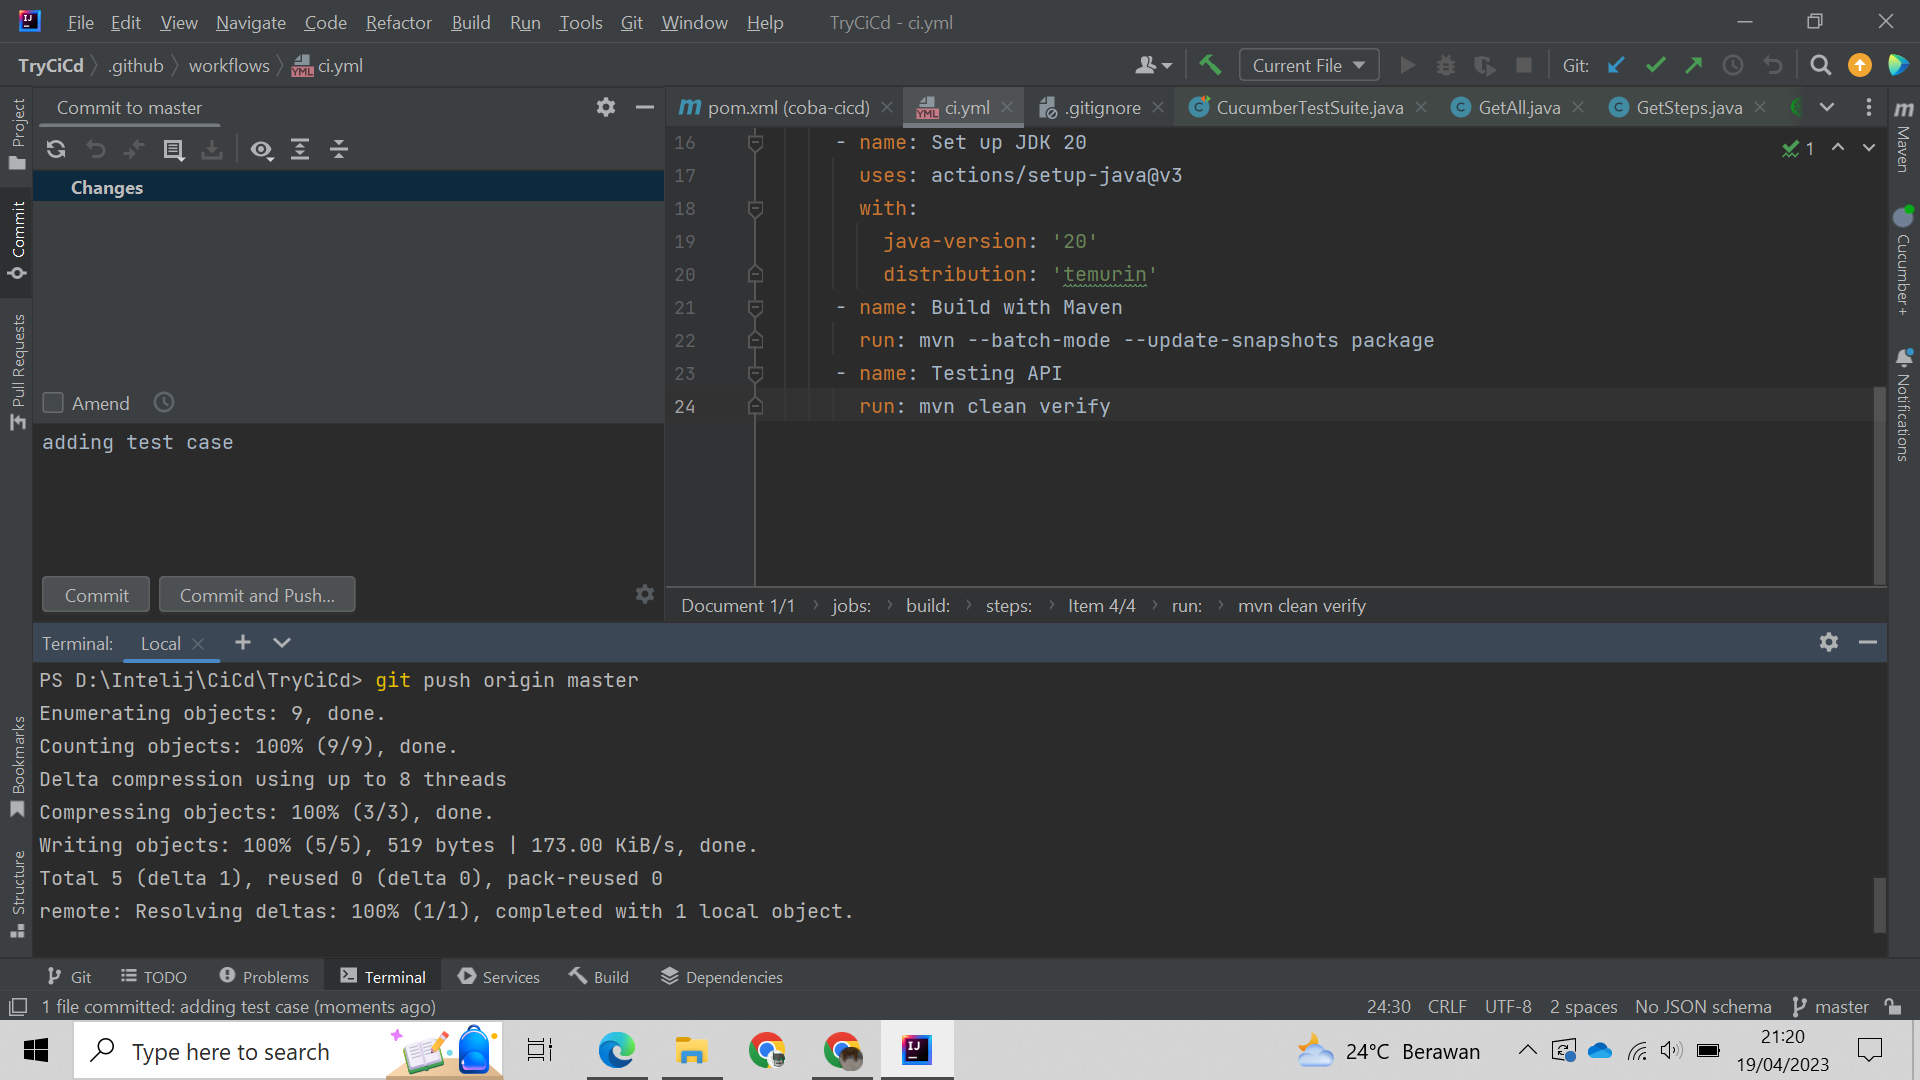 File Edit View Navigate Code Refactor Build Run Tools Git Window Help TryCiCd - ci.yml
TryCiCd .github workflows ci.yml Current File Git:
Commit to master
pom.xml (coba-cicd) ci.yml .gitignore CucumberTestSuite.java GetAll.java GetSteps.java
Changes
Amend
adding test case
Commit Commit and Push...
16 - name: Set up JDK 20
17 uses: actions/setup-java@v3
18 with:
19 java-version: '20'
20 distribution: 'temurin'
21 - name: Build with Maven
22 run: mvn --batch-mode --update-snapshots package
23 - name: Testing API
24 run: mvn clean verify
1
Document 1/1 jobs: build: steps: Item 4/4 run: mvn clean verify
Project
Commit
Pull Requests
Bookmarks
Structure
Maven
Cucumber+
Notifications
Terminal: Local
PS D:\Intelij\CiCd\TryCiCd> git push origin master
Enumerating objects: 9, done.
Counting objects: 100% (9/9), done.
Delta compression using up to 8 threads
Compressing objects: 100% (3/3), done.
Writing objects: 100% (5/5), 519 bytes | 173.00 KiB/s, done.
Total 5 (delta 1), reused 0 (delta 0), pack-reused 0
remote: Resolving deltas: 100% (1/1), completed with 1 local object.
Git TODO Problems Terminal Services Build Dependencies
1 file committed: adding test case (moments ago) 24:30 CRLF UTF-8 2 spaces No JSON schema master
Type here to search 24°C Berawan 21:20
19/04/2023